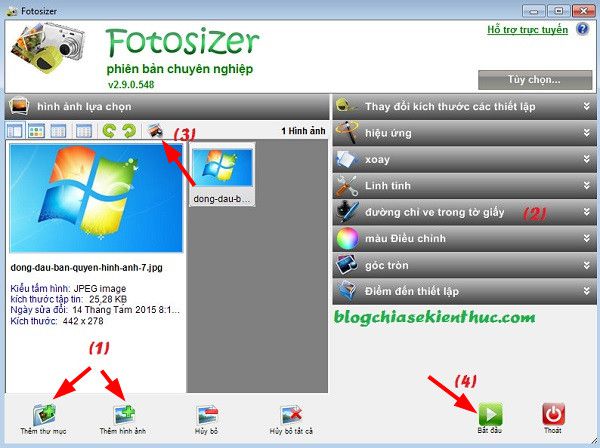 Fotosizer
Fotosizer
phiên bản chuyên nghiệp
v2.9.0.548
Hỗ trợ trực tuyến
Tùy chọn...
hình ảnh lựa chọn
(3)
1 Hình ảnh
dong-dau-b...
dong-dau-ban-quyen-hinh-anh-7.jpg
Kiểu tấm hình: JPEG image
kích thước tập tin: 25,28 KB
Ngày sửa đổi: 14 Tháng Tám 2015 8:1...
Kích thước: 442 x 278
(1)
Thay đổi kích thước các thiết lập
hiệu ứng
xoay
Linh tinh
đường chỉ ve trong tờ giấy (2)
màu Điều chỉnh
góc tròn
Điểm đến thiết lập
blogchiasekienthuc.com
(4)
Thêm thư mục
Thêm hình ảnh
Hủy bỏ
Hủy bỏ tất cả
Bắt đầu
Thoát